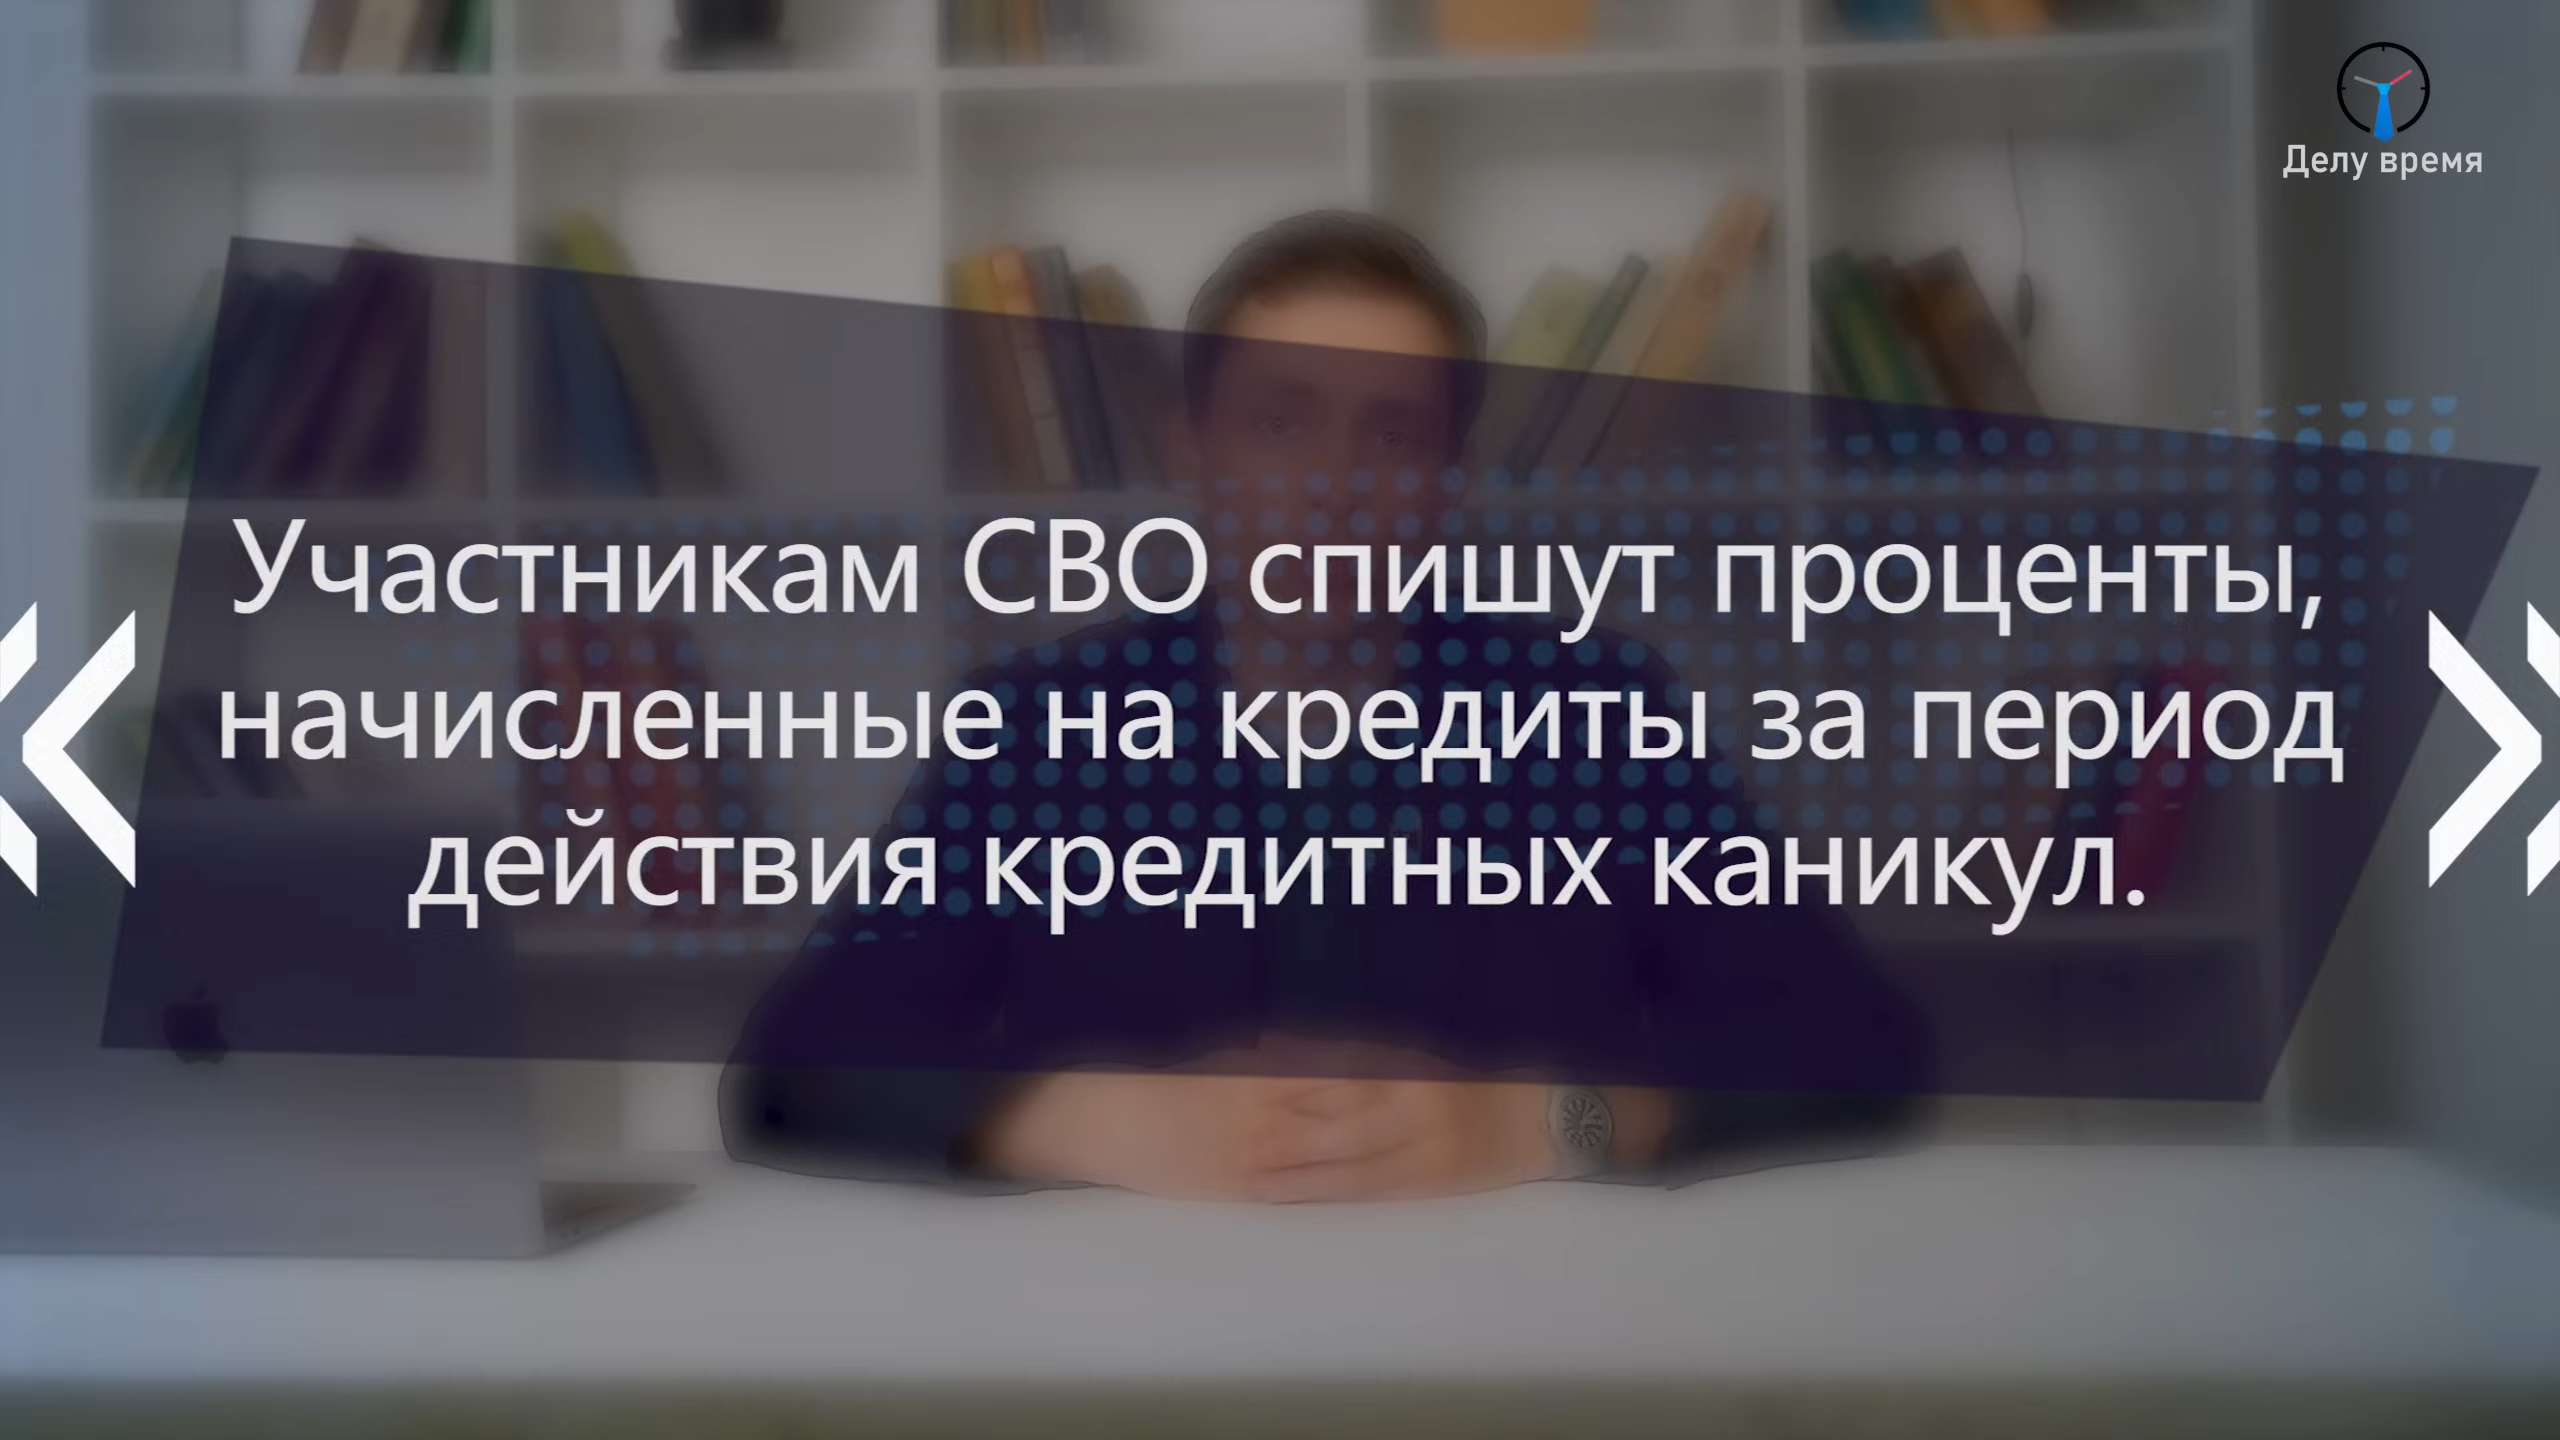 Делу время
Участникам СВО спишут проценты,
начисленные на кредиты за период
действия кредитных каникул.